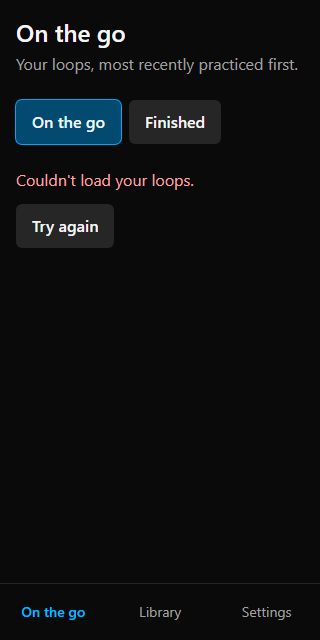 On the go
Your loops, most recently practiced first.
On the go
Finished
Couldn't load your loops.
Try again
On the go
Library
Settings